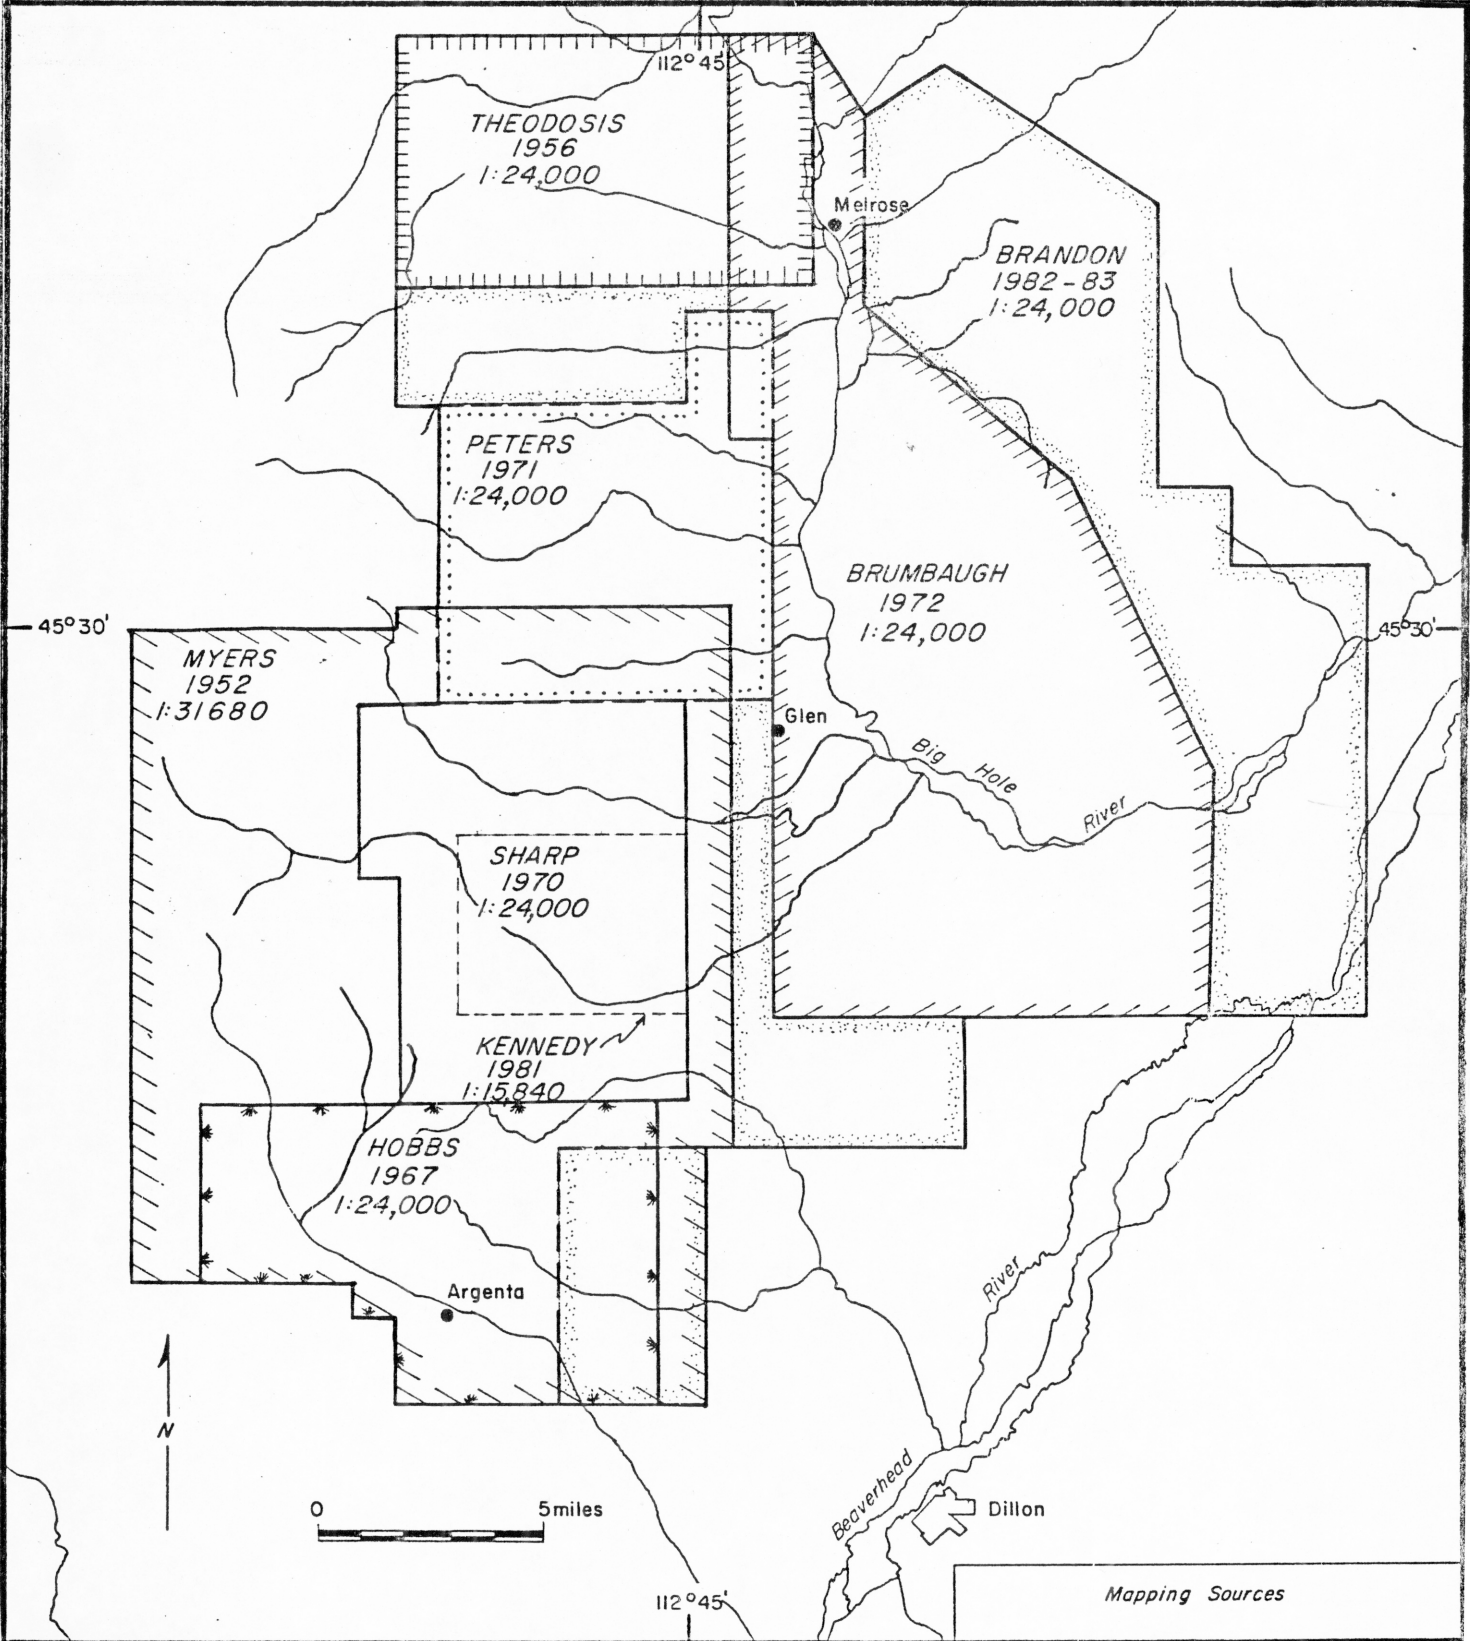 112° 45'
THEODOSIS
1956
1:24,000
Melrose
BRANDON
1982-83
1:24,000
PETERS
1971
1:24,000
BRUMBAUGH
1972
1:24,000
45° 30'
45° 30'
MYERS
1952
1:31680
Glen
Big Hole River
SHARP
1970
1:24,000
KENNEDY
1981
1:15,840
HOBBS
1967
1:24,000
Argenta
N
0 5 miles
Beaverhead River
Dillon
112° 45'
Mapping Sources